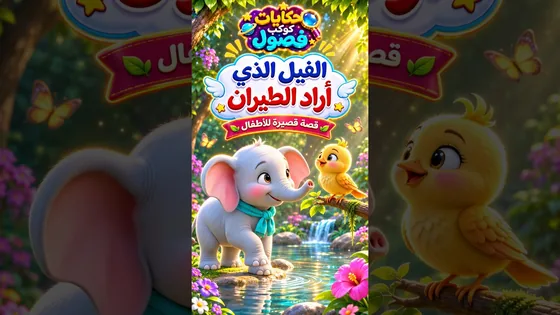 حكايات
كوكب
فصول
الفيل الذي
أراد الطيران
قصة قصيرة للأطفال